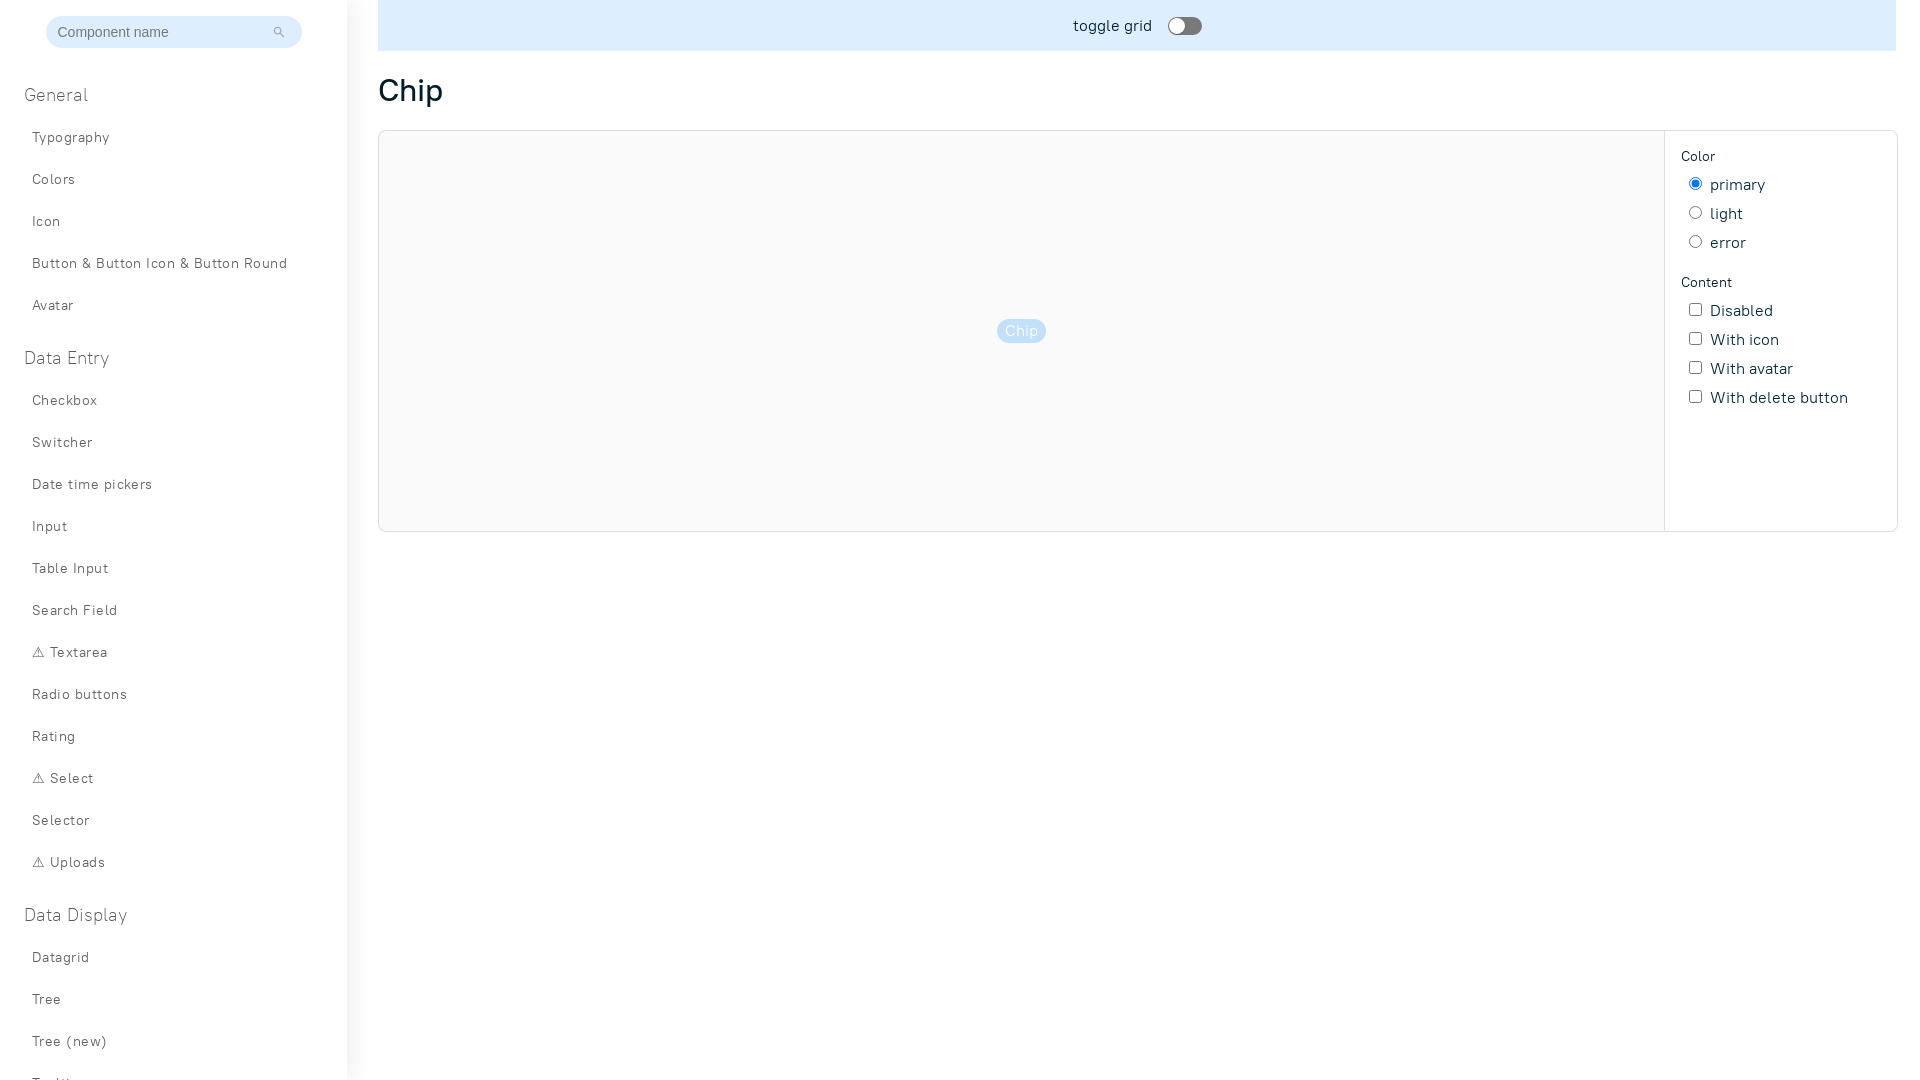 Component name
General
Typography
Colors
Icon
Button & Button Icon & Button Round
Avatar
Data Entry
Checkbox
Switcher
Date time pickers
Input
Table Input
Search Field
⚠ Textarea
Radio buttons
Rating
⚠ Select
Selector
⚠ Uploads
Data Display
Datagrid
Tree
Tree (new)
toggle grid
Chip
Chip
Color
primary
light
error
Content
Disabled
With icon
With avatar
With delete button